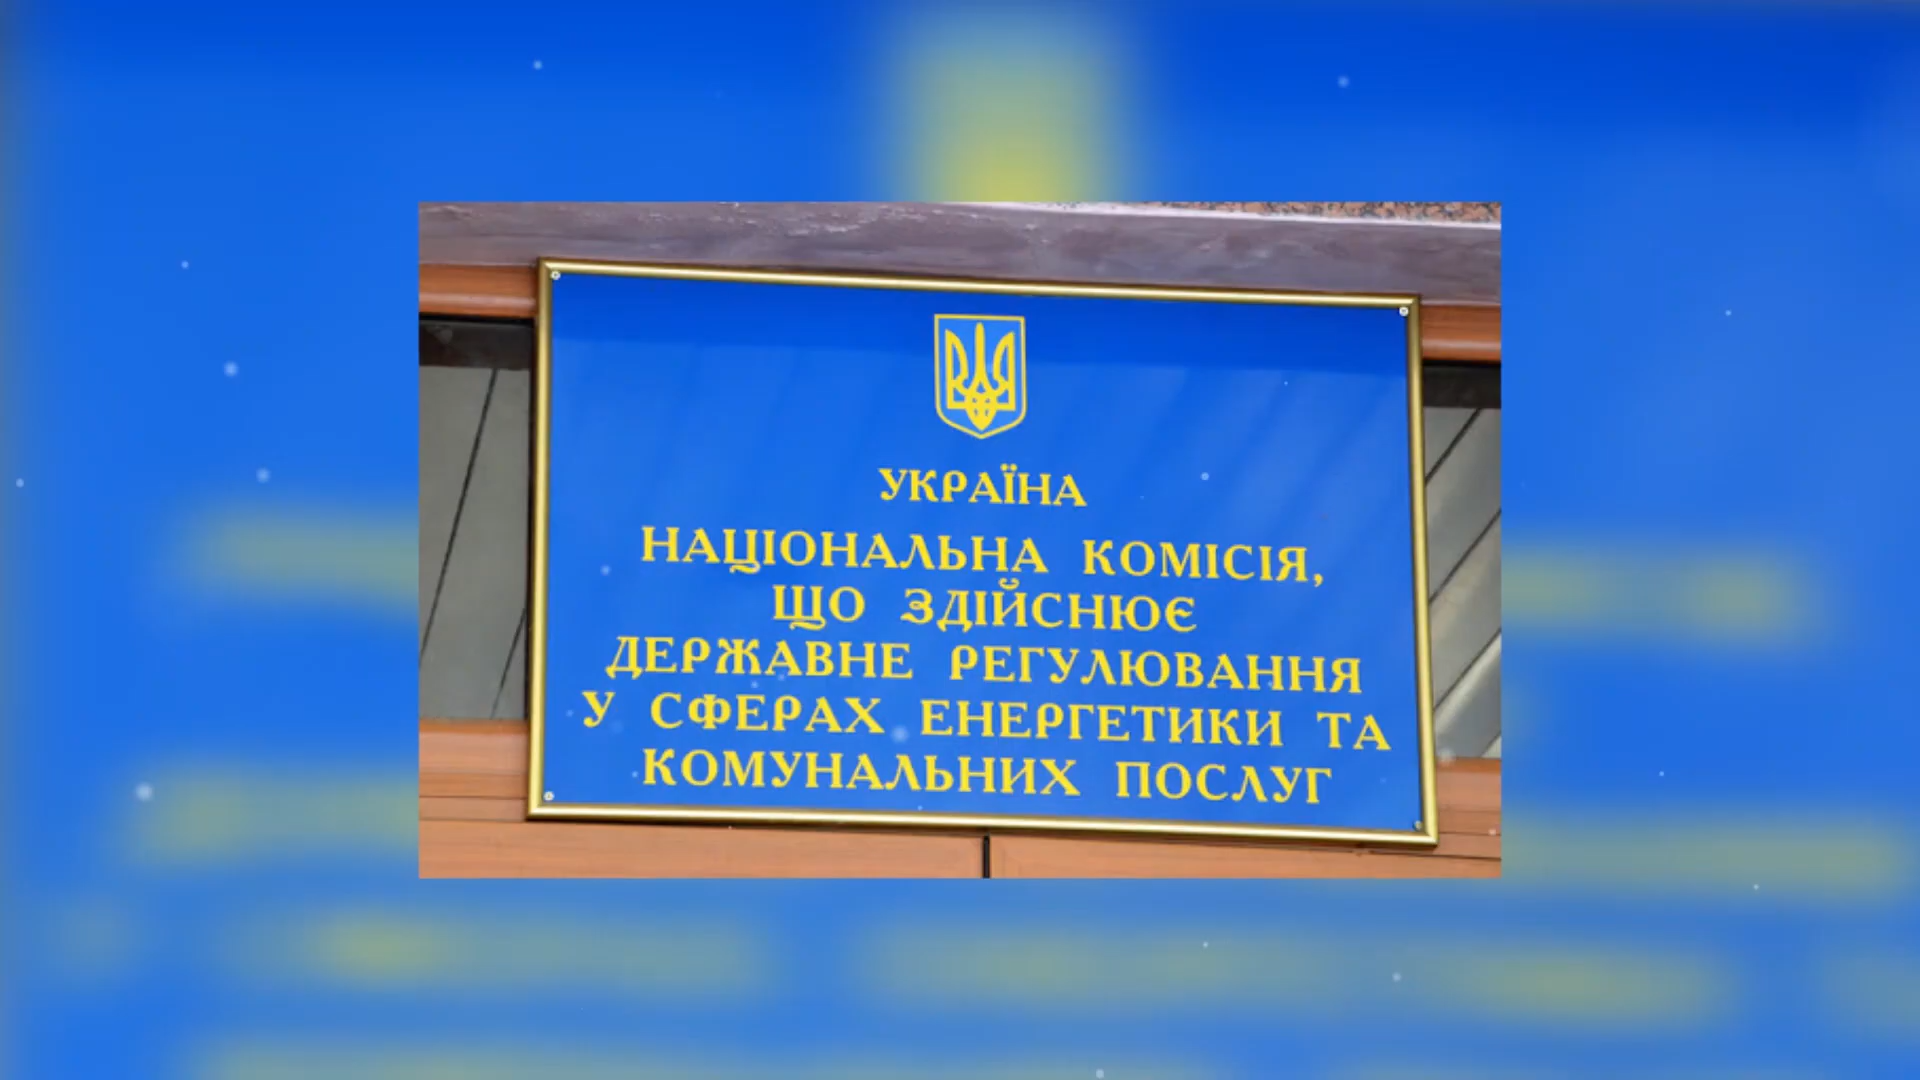 УКРАЇНА
НАЦІОНАЛЬНА КОМІСІЯ,
ЩО ЗДІЙСНЮЄ
ДЕРЖАВНЕ РЕГУЛЮВАННЯ
У СФЕРАХ ЕНЕРГЕТИКИ ТА
КОМУНАЛЬНИХ ПОСЛУГ